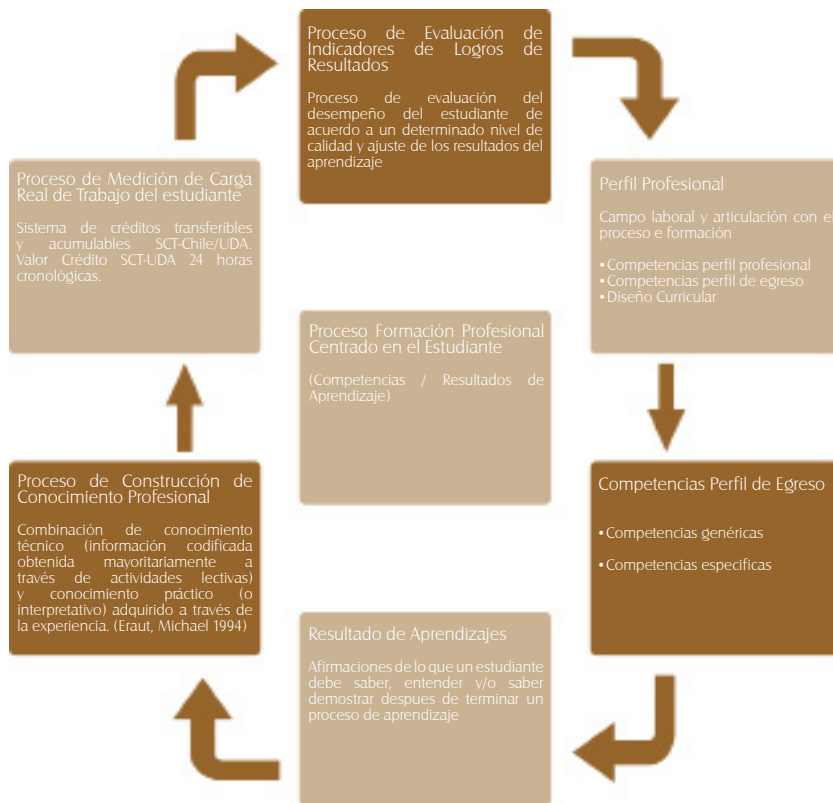 Proceso de Evaluación de
Indicadores de Logros de
Resultados
Proceso de evaluación del
desempeño del estudiante de
acuerdo a un determinado nivel de
calidad y ajuste de los resultados del
aprendizaje
Perfil Profesional
Campo laboral y articulación con el
proceso e formación
• Competencias perfil profesional
• Competencias perfil de egreso
• Diseño Curricular
Competencias Perfil de Egreso
• Competencias genéricas
• Competencias especificas
Resultado de Aprendizajes
Afirmaciones de lo que un estudiante
debe saber, entender y/o saber
demostrar despues de terminar un
proceso de aprendizaje
Proceso de Construcción de
Conocimiento Profesional
Combinación de conocimiento
técnico (información codificada
obtenida mayoritariamente a
través de actividades lectivas)
y conocimiento práctico (o
interpretativo) adquirido a través de
la experiencia. (Eraut, Michael 1994)
Proceso de Medición de Carga
Real de Trabajo del estudiante
Sistema de créditos transferibles
y acumulables SCT-Chile/UDA.
Valor Crédito SCT-UDA 24 horas
cronológicas.
Proceso Formación Profesional
Centrado en el Estudiante
(Competencias / Resultados de
Aprendizaje)